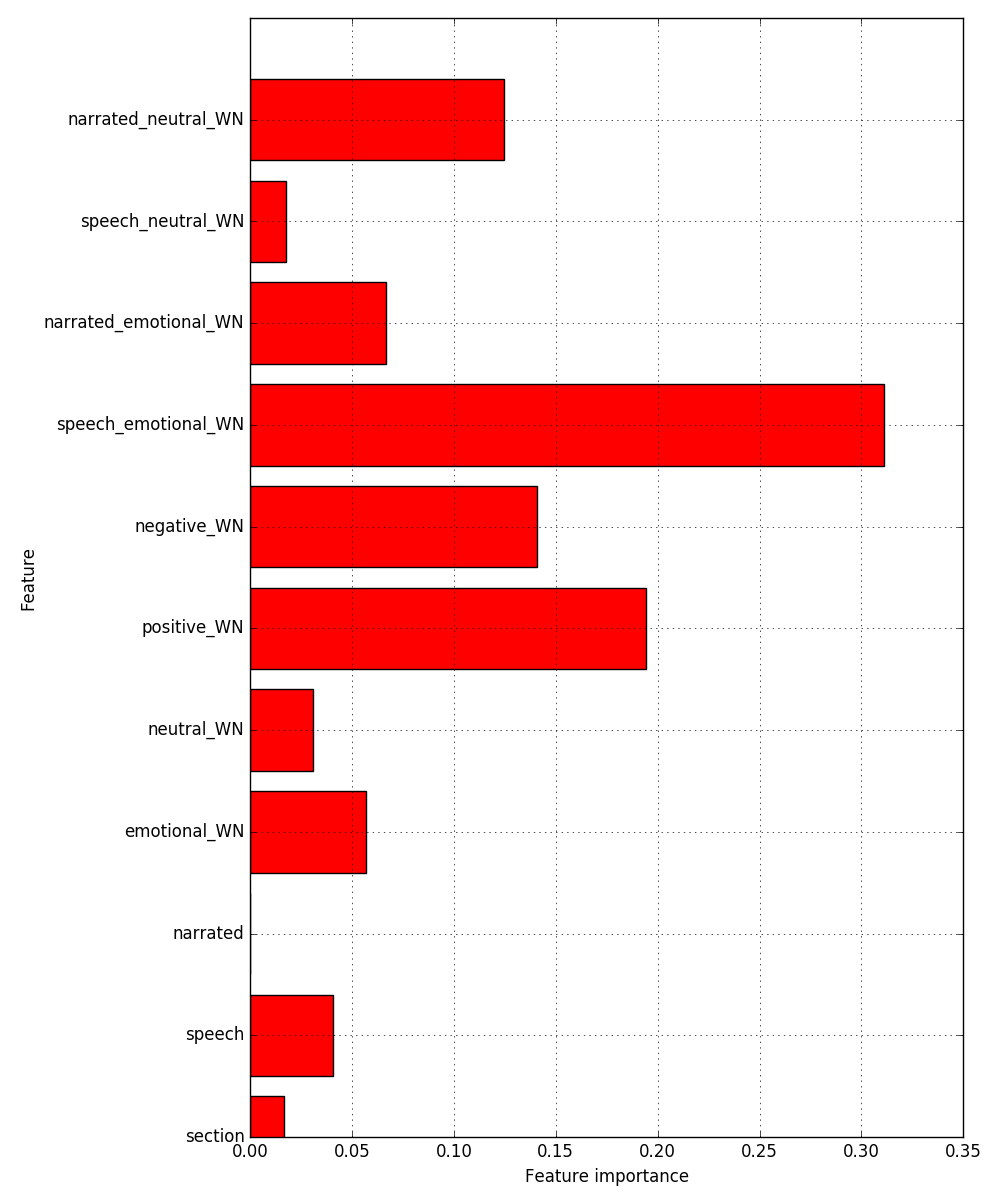 narrated_neutral_WN
speech_neutral_WN
narrated_emotional_WN
speech_emotional_WN
negative_WN
positive_WN
neutral_WN
emotional_WN
narrated
speech
section
Feature
0.00 0.05 0.10 0.15 0.20 0.25 0.30 0.35
Feature importance